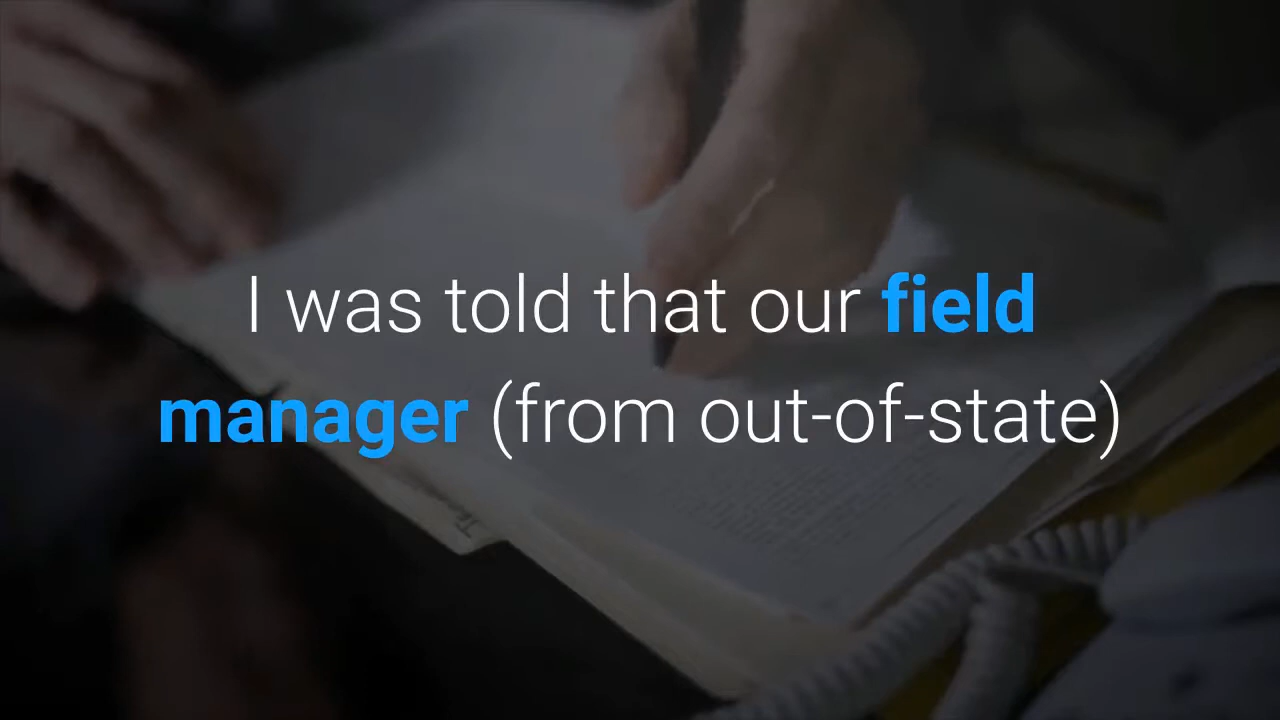 I was told that our field
manager (from out-of-state)